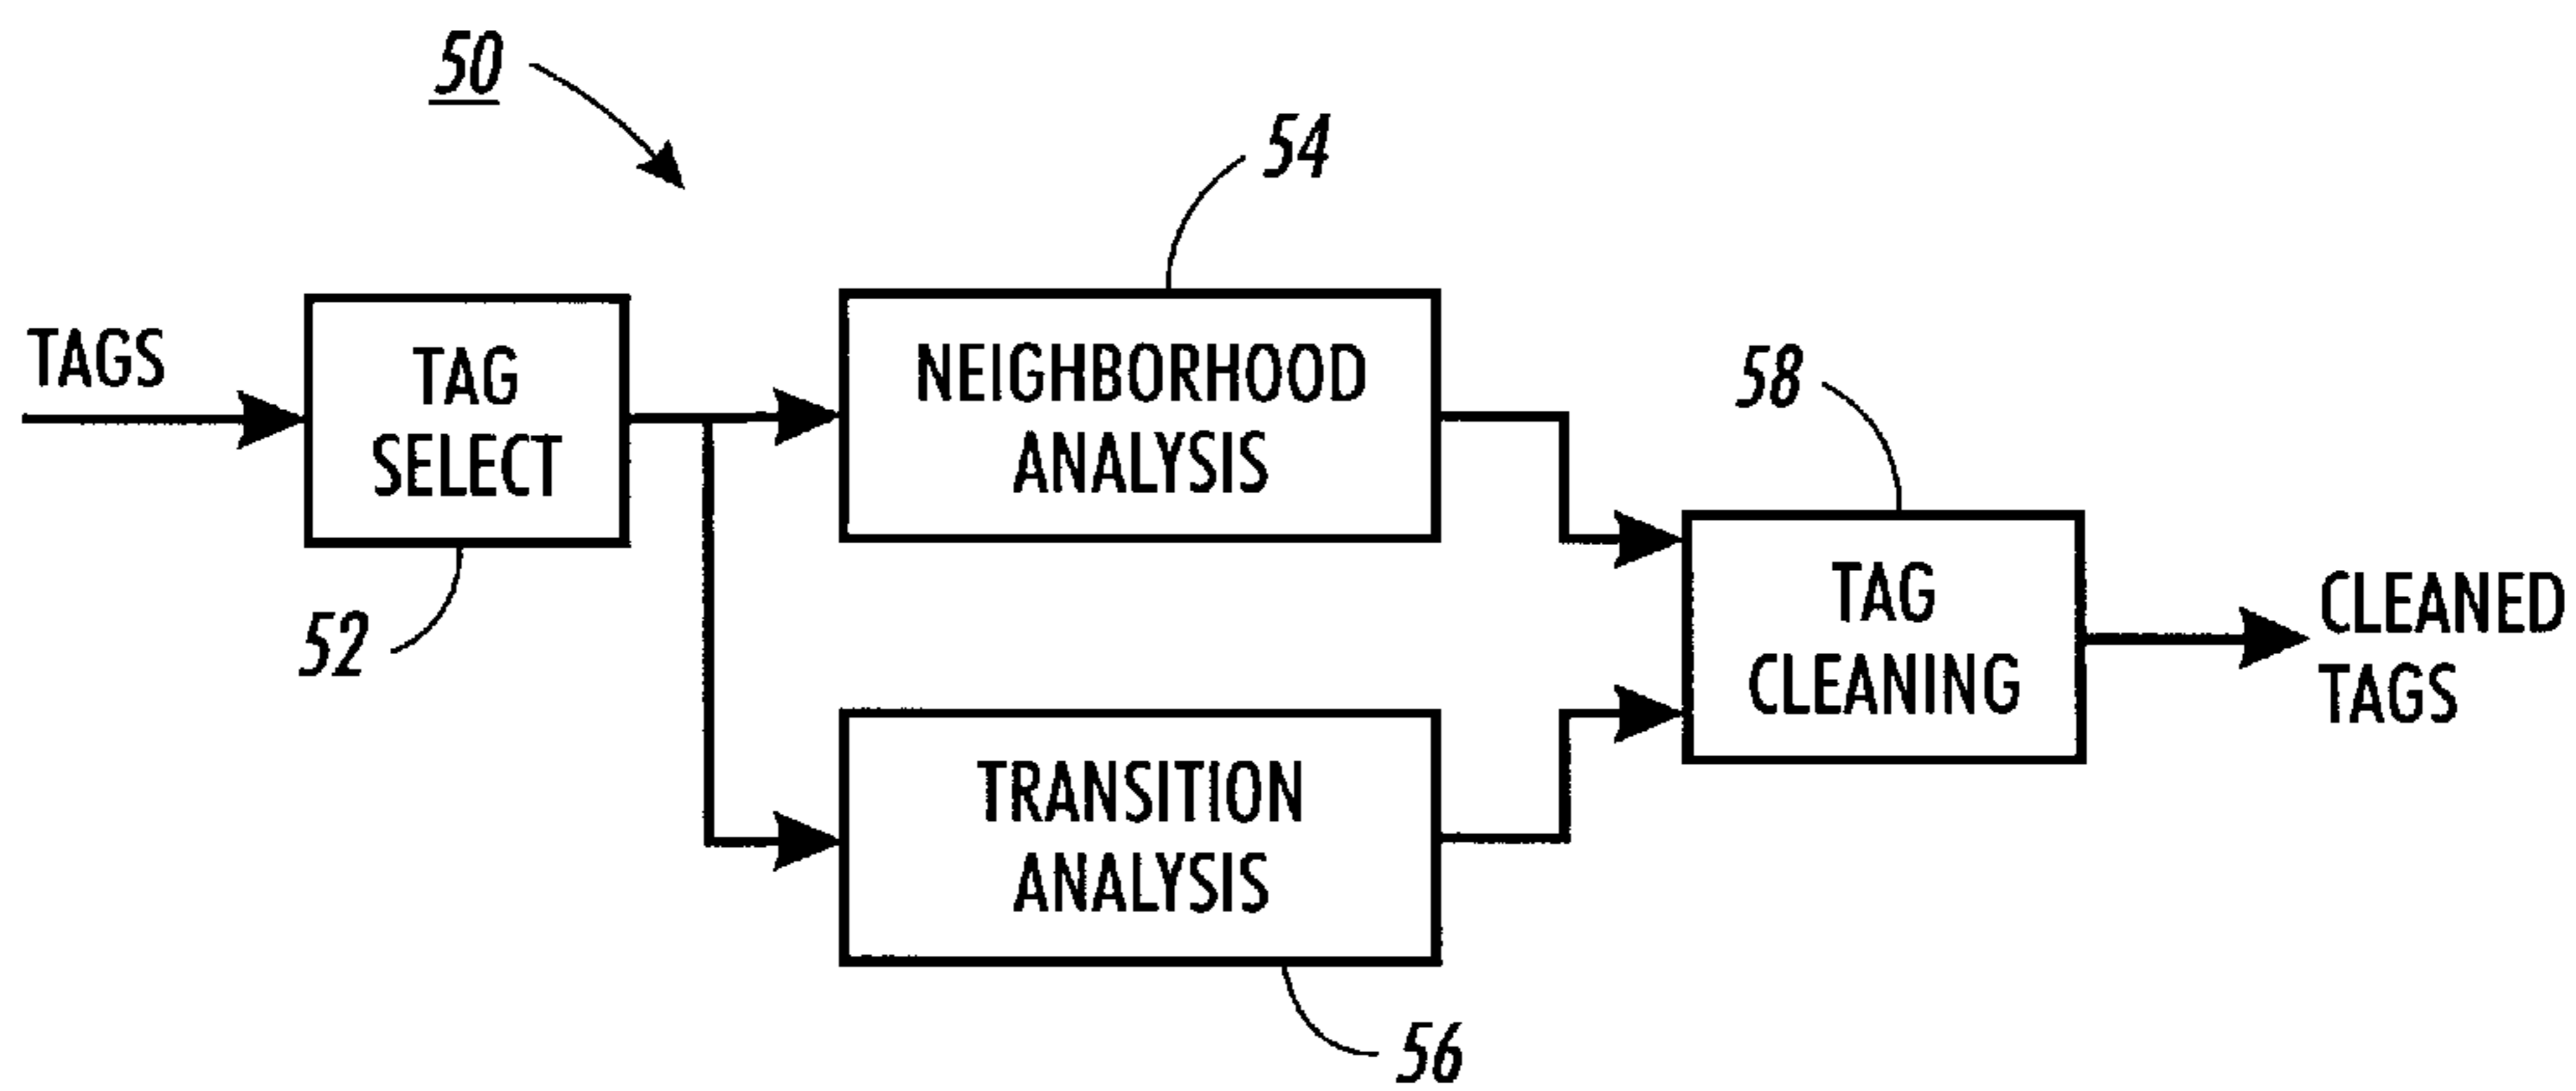 50
54
TAGS
TAG
SELECT
52
NEIGHBORHOOD
ANALYSIS
58
TAG
CLEANING
CLEANED
TAGS
TRANSITION
ANALYSIS
56